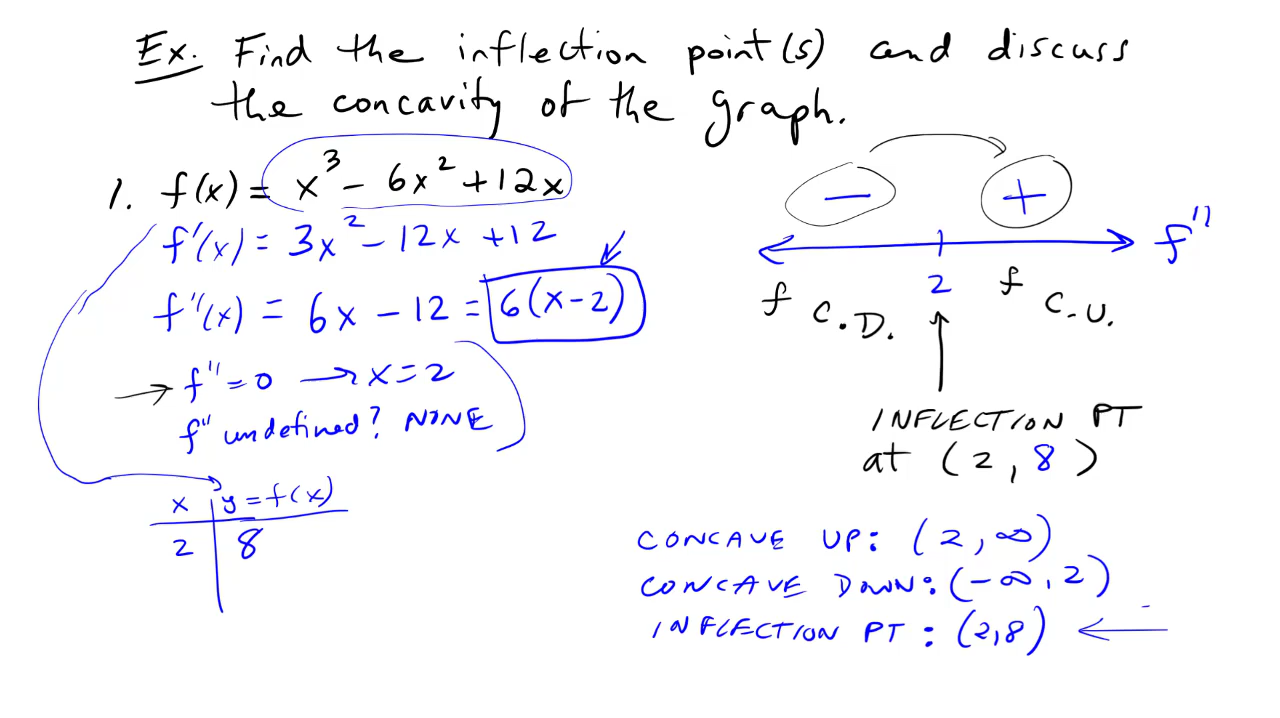 Ex. Find the inflection point(s) and discuss
the concavity of the graph.
1. f(x) = x³ - 6x² + 12x
f'(x) = 3x² - 12x + 12
f''(x) = 6x - 12 = 6(x-2)
→ f'' = 0 → x = 2
f'' undefined? NONE
x | y = f(x)
2 | 8
− +
f''
2
f C.D. f C.U.
INFLECTION PT
at (2, 8)
CONCAVE UP: (2, ∞)
CONCAVE DOWN: (-∞, 2)
INFLECTION PT: (2,8) ←